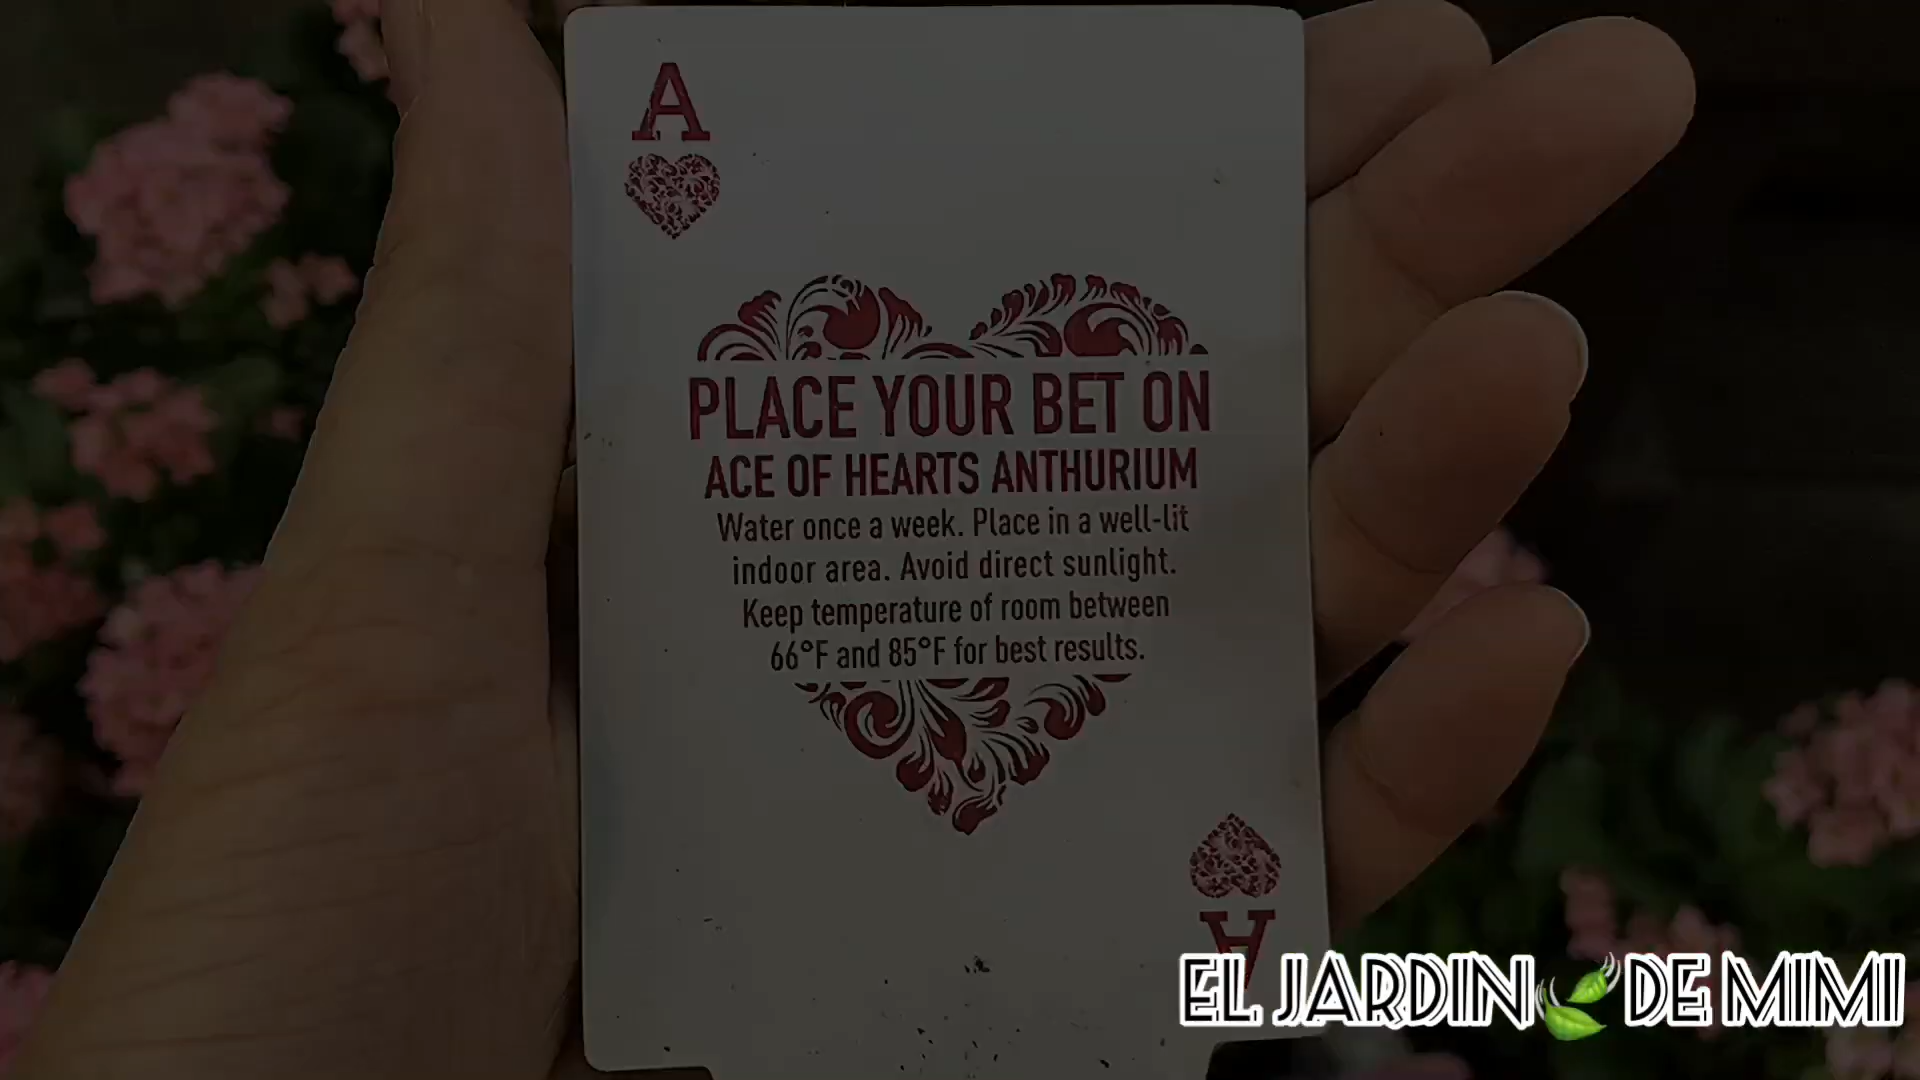 A
PLACE YOUR BET ON
ACE OF HEARTS ANTHURIUM
Water once a week. Place in a well-lit
indoor area. Avoid direct sunlight.
Keep temperature of room between
66°F and 85°F for best results.
A
EL JARDIN DE MIMI